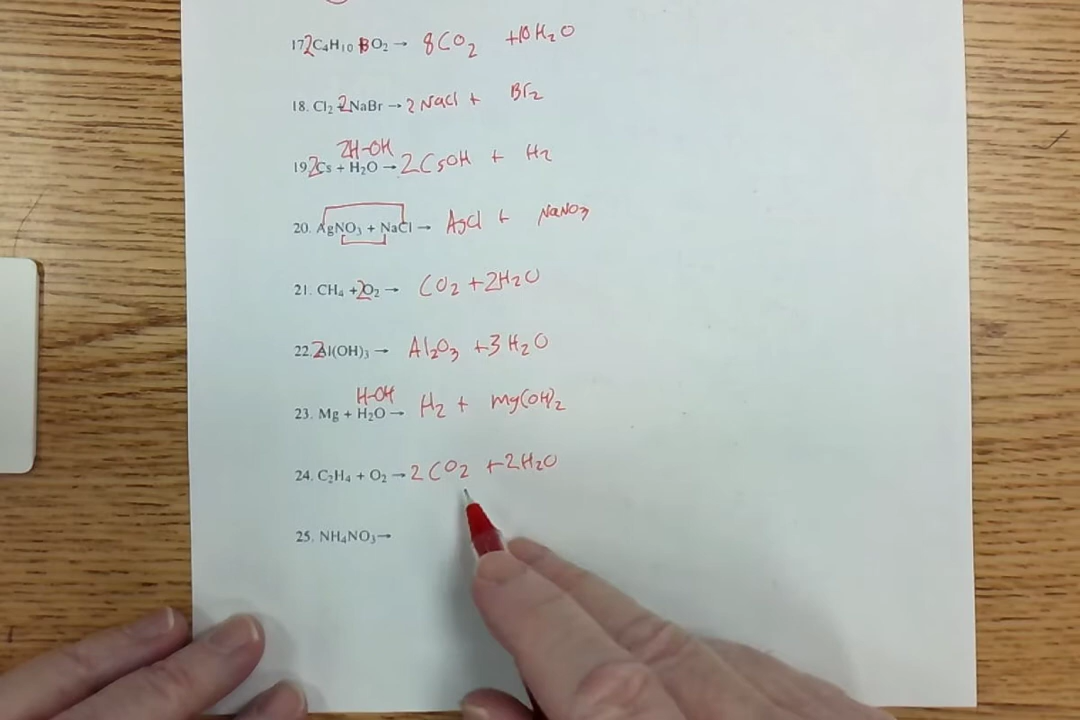 17. 2C₄H₁₀ 13O₂ → 8CO₂ +10H₂O
18. Cl₂ 2NaBr → 2NaCl + Br₂
2H-OH
19. 2Cs + H₂O → 2CsOH + H₂
20. AgNO₃ + NaCl → AgCl + NaNO₃
21. CH₄ + 2O₂ → CO₂ + 2H₂O
22. 2Al(OH)₃ → Al₂O₃ + 3H₂O
H-OH
23. Mg + H₂O → H₂ + Mg(OH)₂
24. C₂H₄ + O₂ → 2CO₂ + 2H₂O
25. NH₄NO₃ →